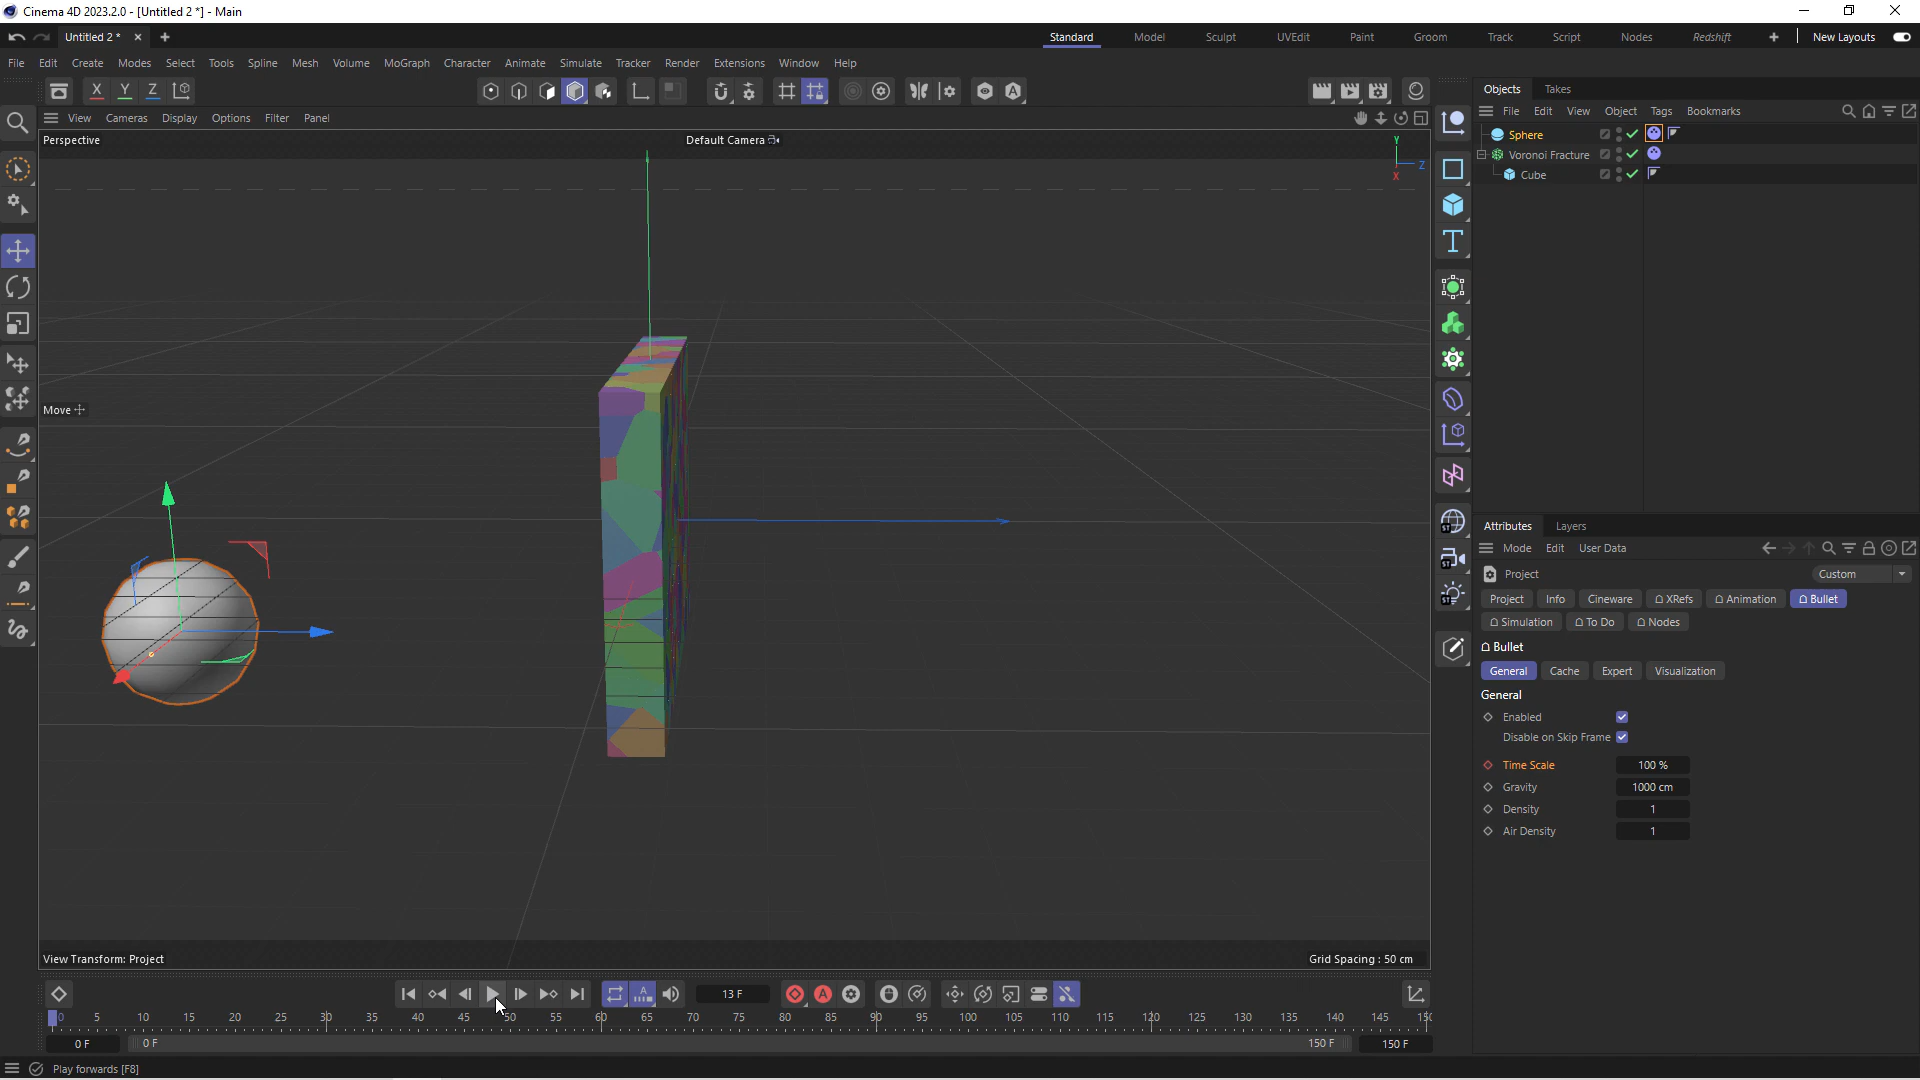 Cinema 4D 2023.2.0 - [Untitled 2 *] - Main
Untitled 2 *
Standard Model Sculpt UVEdit Paint Groom Track Script Nodes Redshift New Layouts
File Edit Create Modes Select Tools Spline Mesh Volume MoGraph Character Animate Simulate Tracker Render Extensions Window Help
X Y Z
Objects Takes
View Cameras Display Options Filter Panel
File Edit View Object Tags Bookmarks
Perspective
Default Camera
Y
Z
X
Sphere
Voronoi Fracture
Cube
Move
Attributes Layers
Mode Edit User Data
Project
Custom
Project Info Cineware XRefs Animation Bullet
Simulation To Do Nodes
Bullet
General Cache Expert Visualization
General
Enabled
Disable on Skip Frame
Time Scale 100 %
Gravity 1000 cm
Density 1
Air Density 1
View Transform: Project
Grid Spacing : 50 cm
13 F
0 5 10 15 20 25 30 35 40 45 50 55 60 65 70 75 80 85 90 95 100 105 110 115 120 125 130 135 140 145 150
0 F 0 F 150 F 150 F
Play forwards [F8]